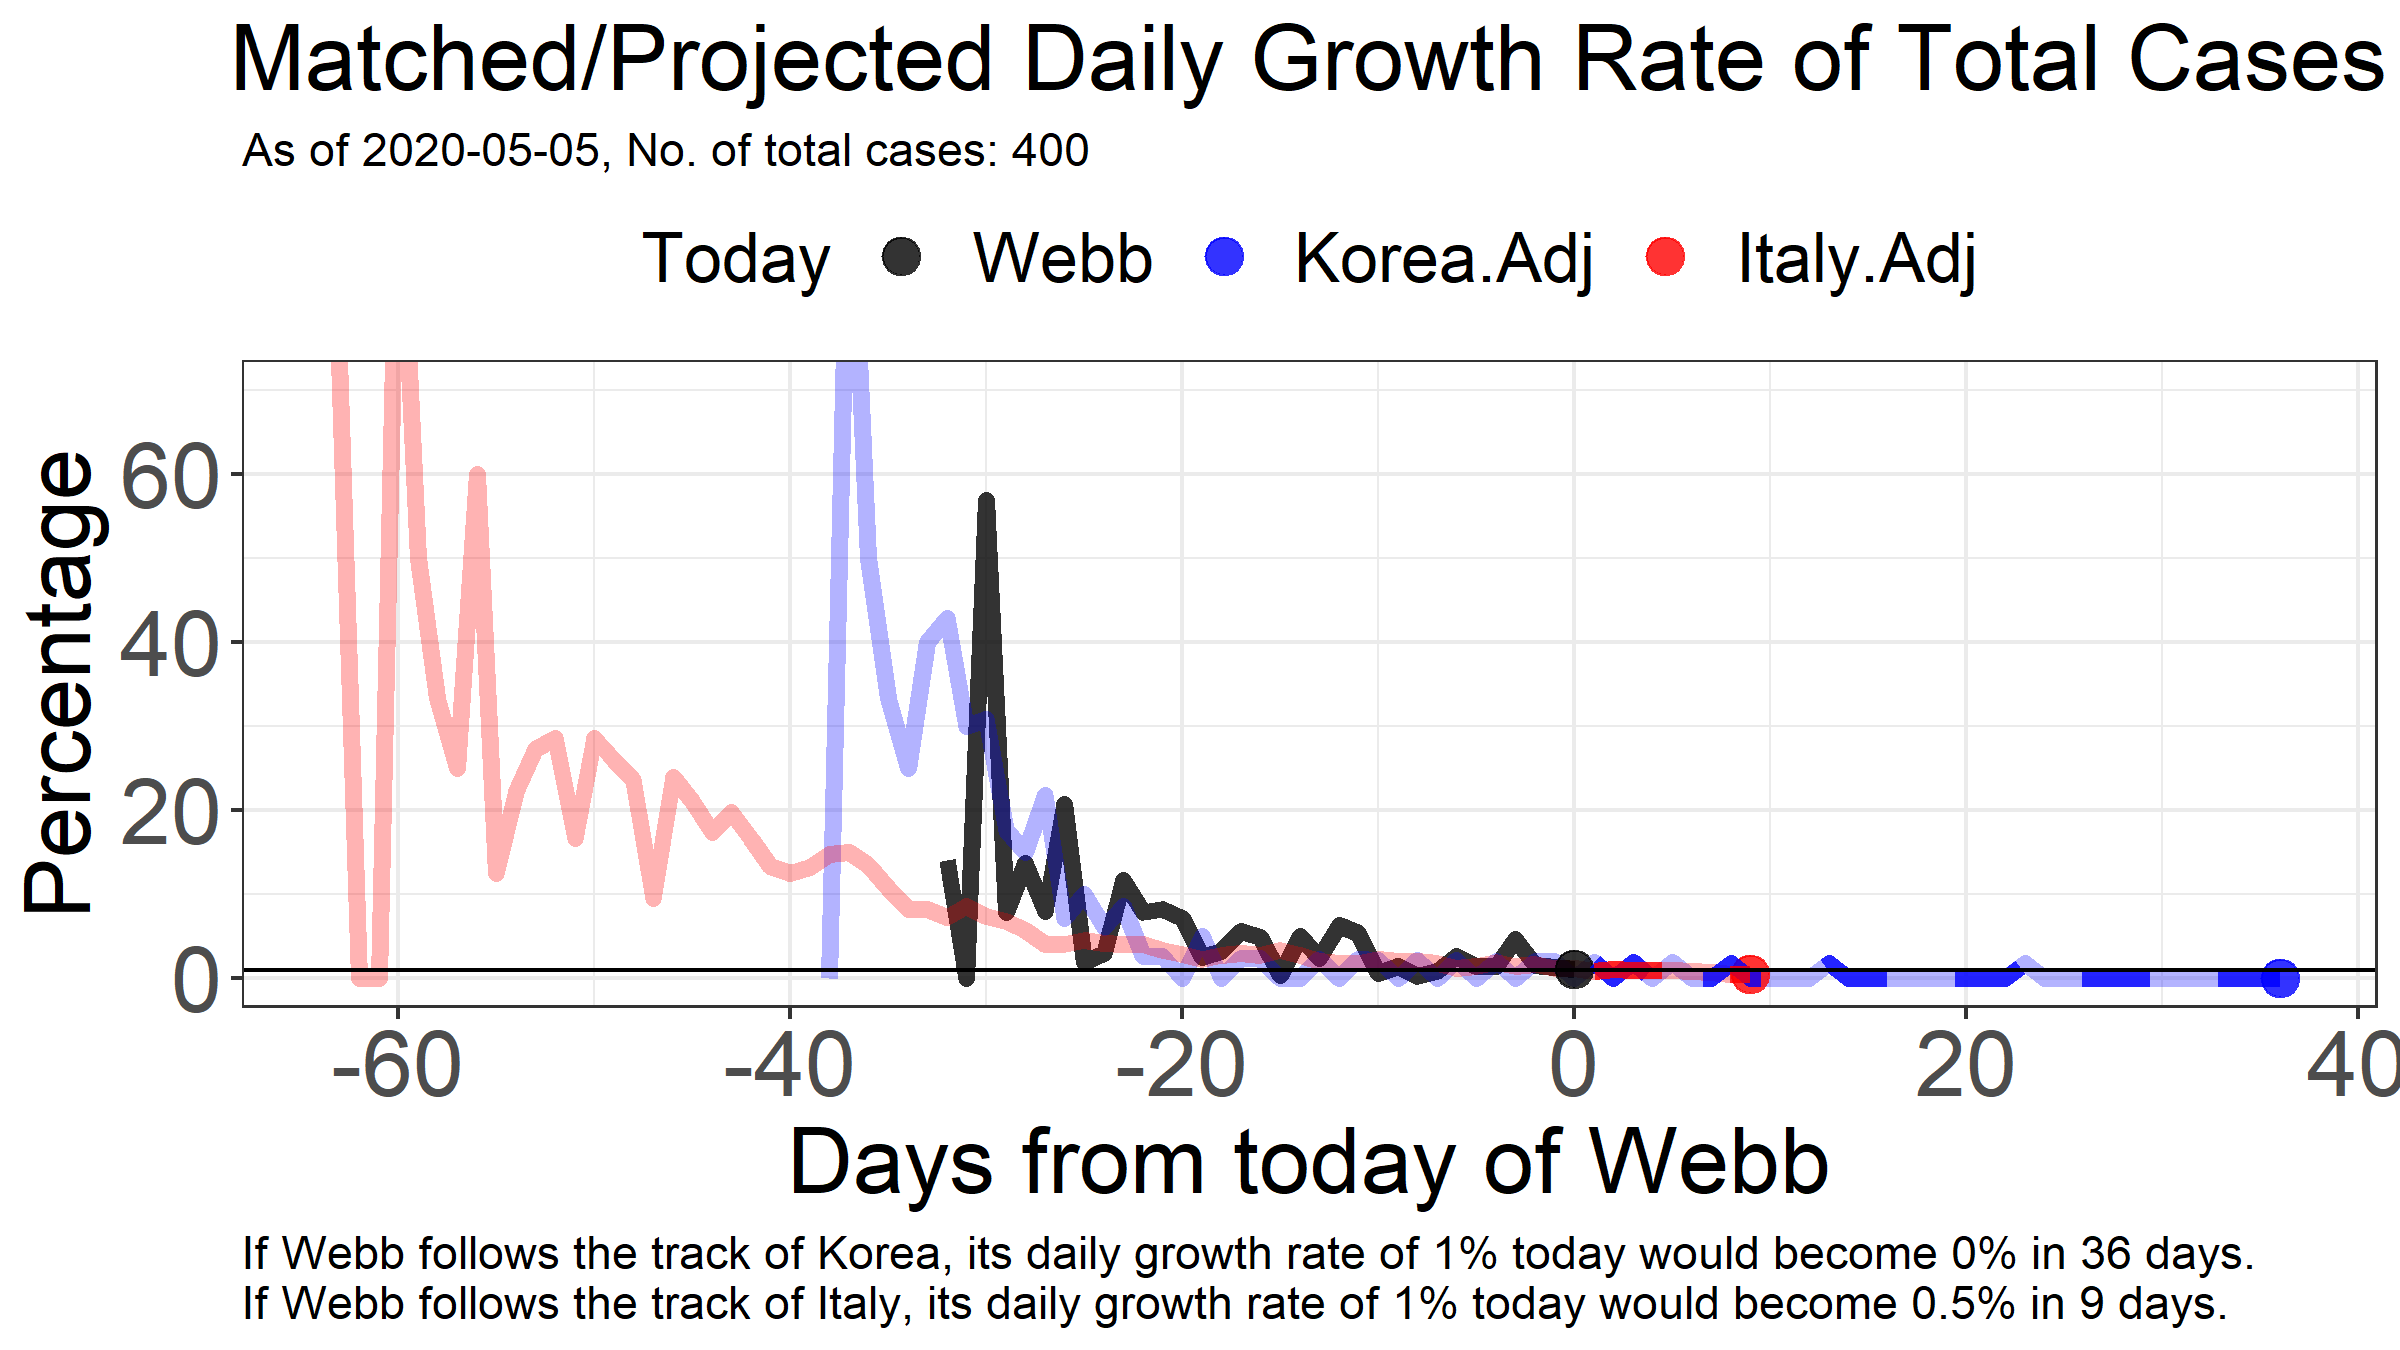 Matched/Projected Daily Growth Rate of Total Cases
As of 2020-05-05, No. of total cases: 400
Today Webb Korea.Adj Italy.Adj
Percentage
60
40
20
0
-60 -40 -20 0 20 40
Days from today of Webb
If Webb follows the track of Korea, its daily growth rate of 1% today would become 0% in 36 days.
If Webb follows the track of Italy, its daily growth rate of 1% today would become 0.5% in 9 days.